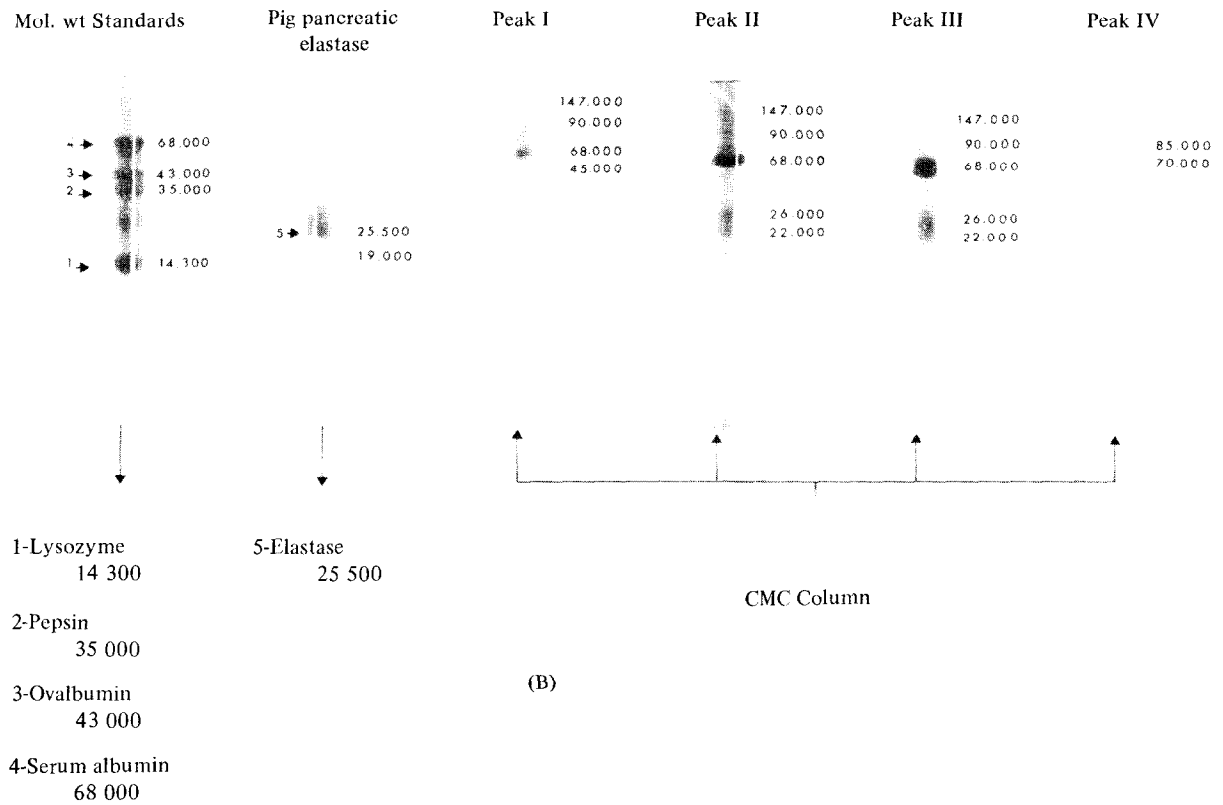 Mol. wt Standards
Pig pancreatic
elastase
Peak I
Peak II
Peak III
Peak IV
4 68.000
3 43.000
2 35.000
1 14.300
5 25.500
19.000
147.000
90.000
68.000
45.000
147.000
90.000
68.000
26.000
22.000
147.000
90.000
68.000
26.000
22.000
85.000
70.000
1-Lysozyme
14 300
2-Pepsin
35 000
3-Ovalbumin
43 000
4-Serum albumin
68 000
5-Elastase
25 500
CMC Column
(B)